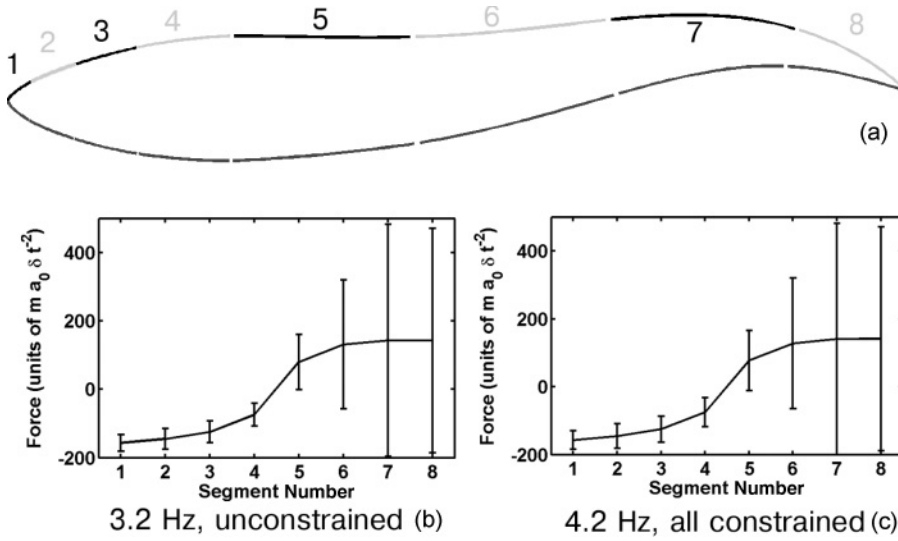 1
2
3
4
5
6
7
8
(a)
Force (units of m a₀ δ t⁻²)
400
200
0
-200
1 2 3 4 5 6 7 8
Segment Number
3.2 Hz, unconstrained (b)
Force (units of m a₀ δ t⁻²)
400
200
0
-200
1 2 3 4 5 6 7 8
Segment Number
4.2 Hz, all constrained (c)